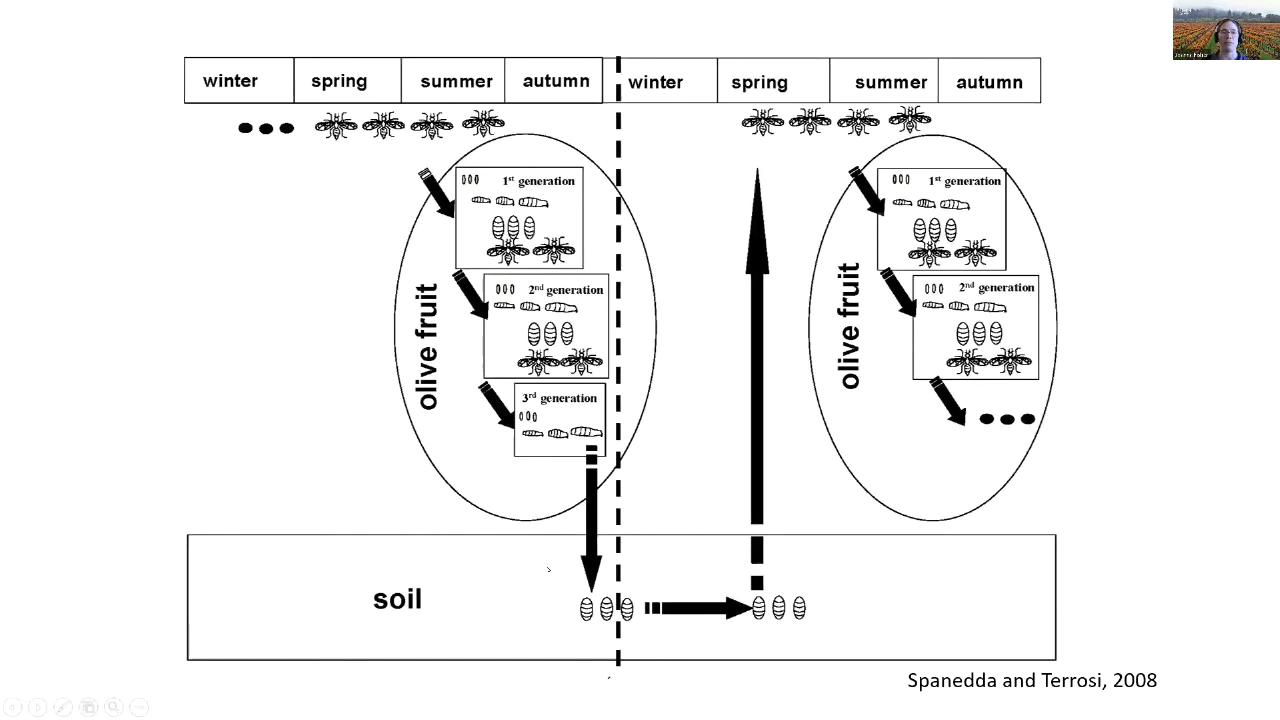 winter spring summer autumn winter spring summer autumn
1st generation
1st generation
2nd generation
2nd generation
3rd generation
olive fruit
olive fruit
soil
Spanedda and Terrosi, 2008